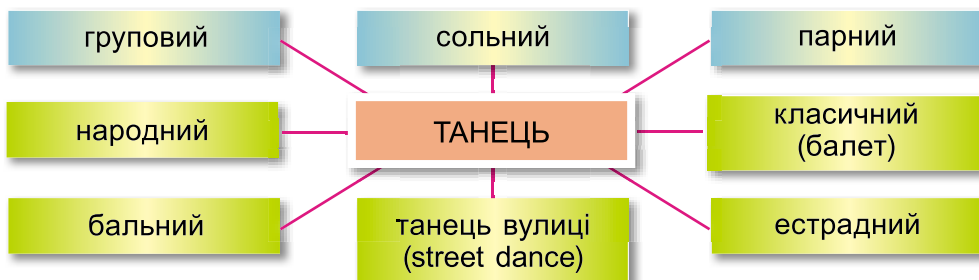 груповий
сольний
парний
народний
ТАНЕЦЬ
класичний
(балет)
бальний
танець вулиці
(street dance)
естрадний